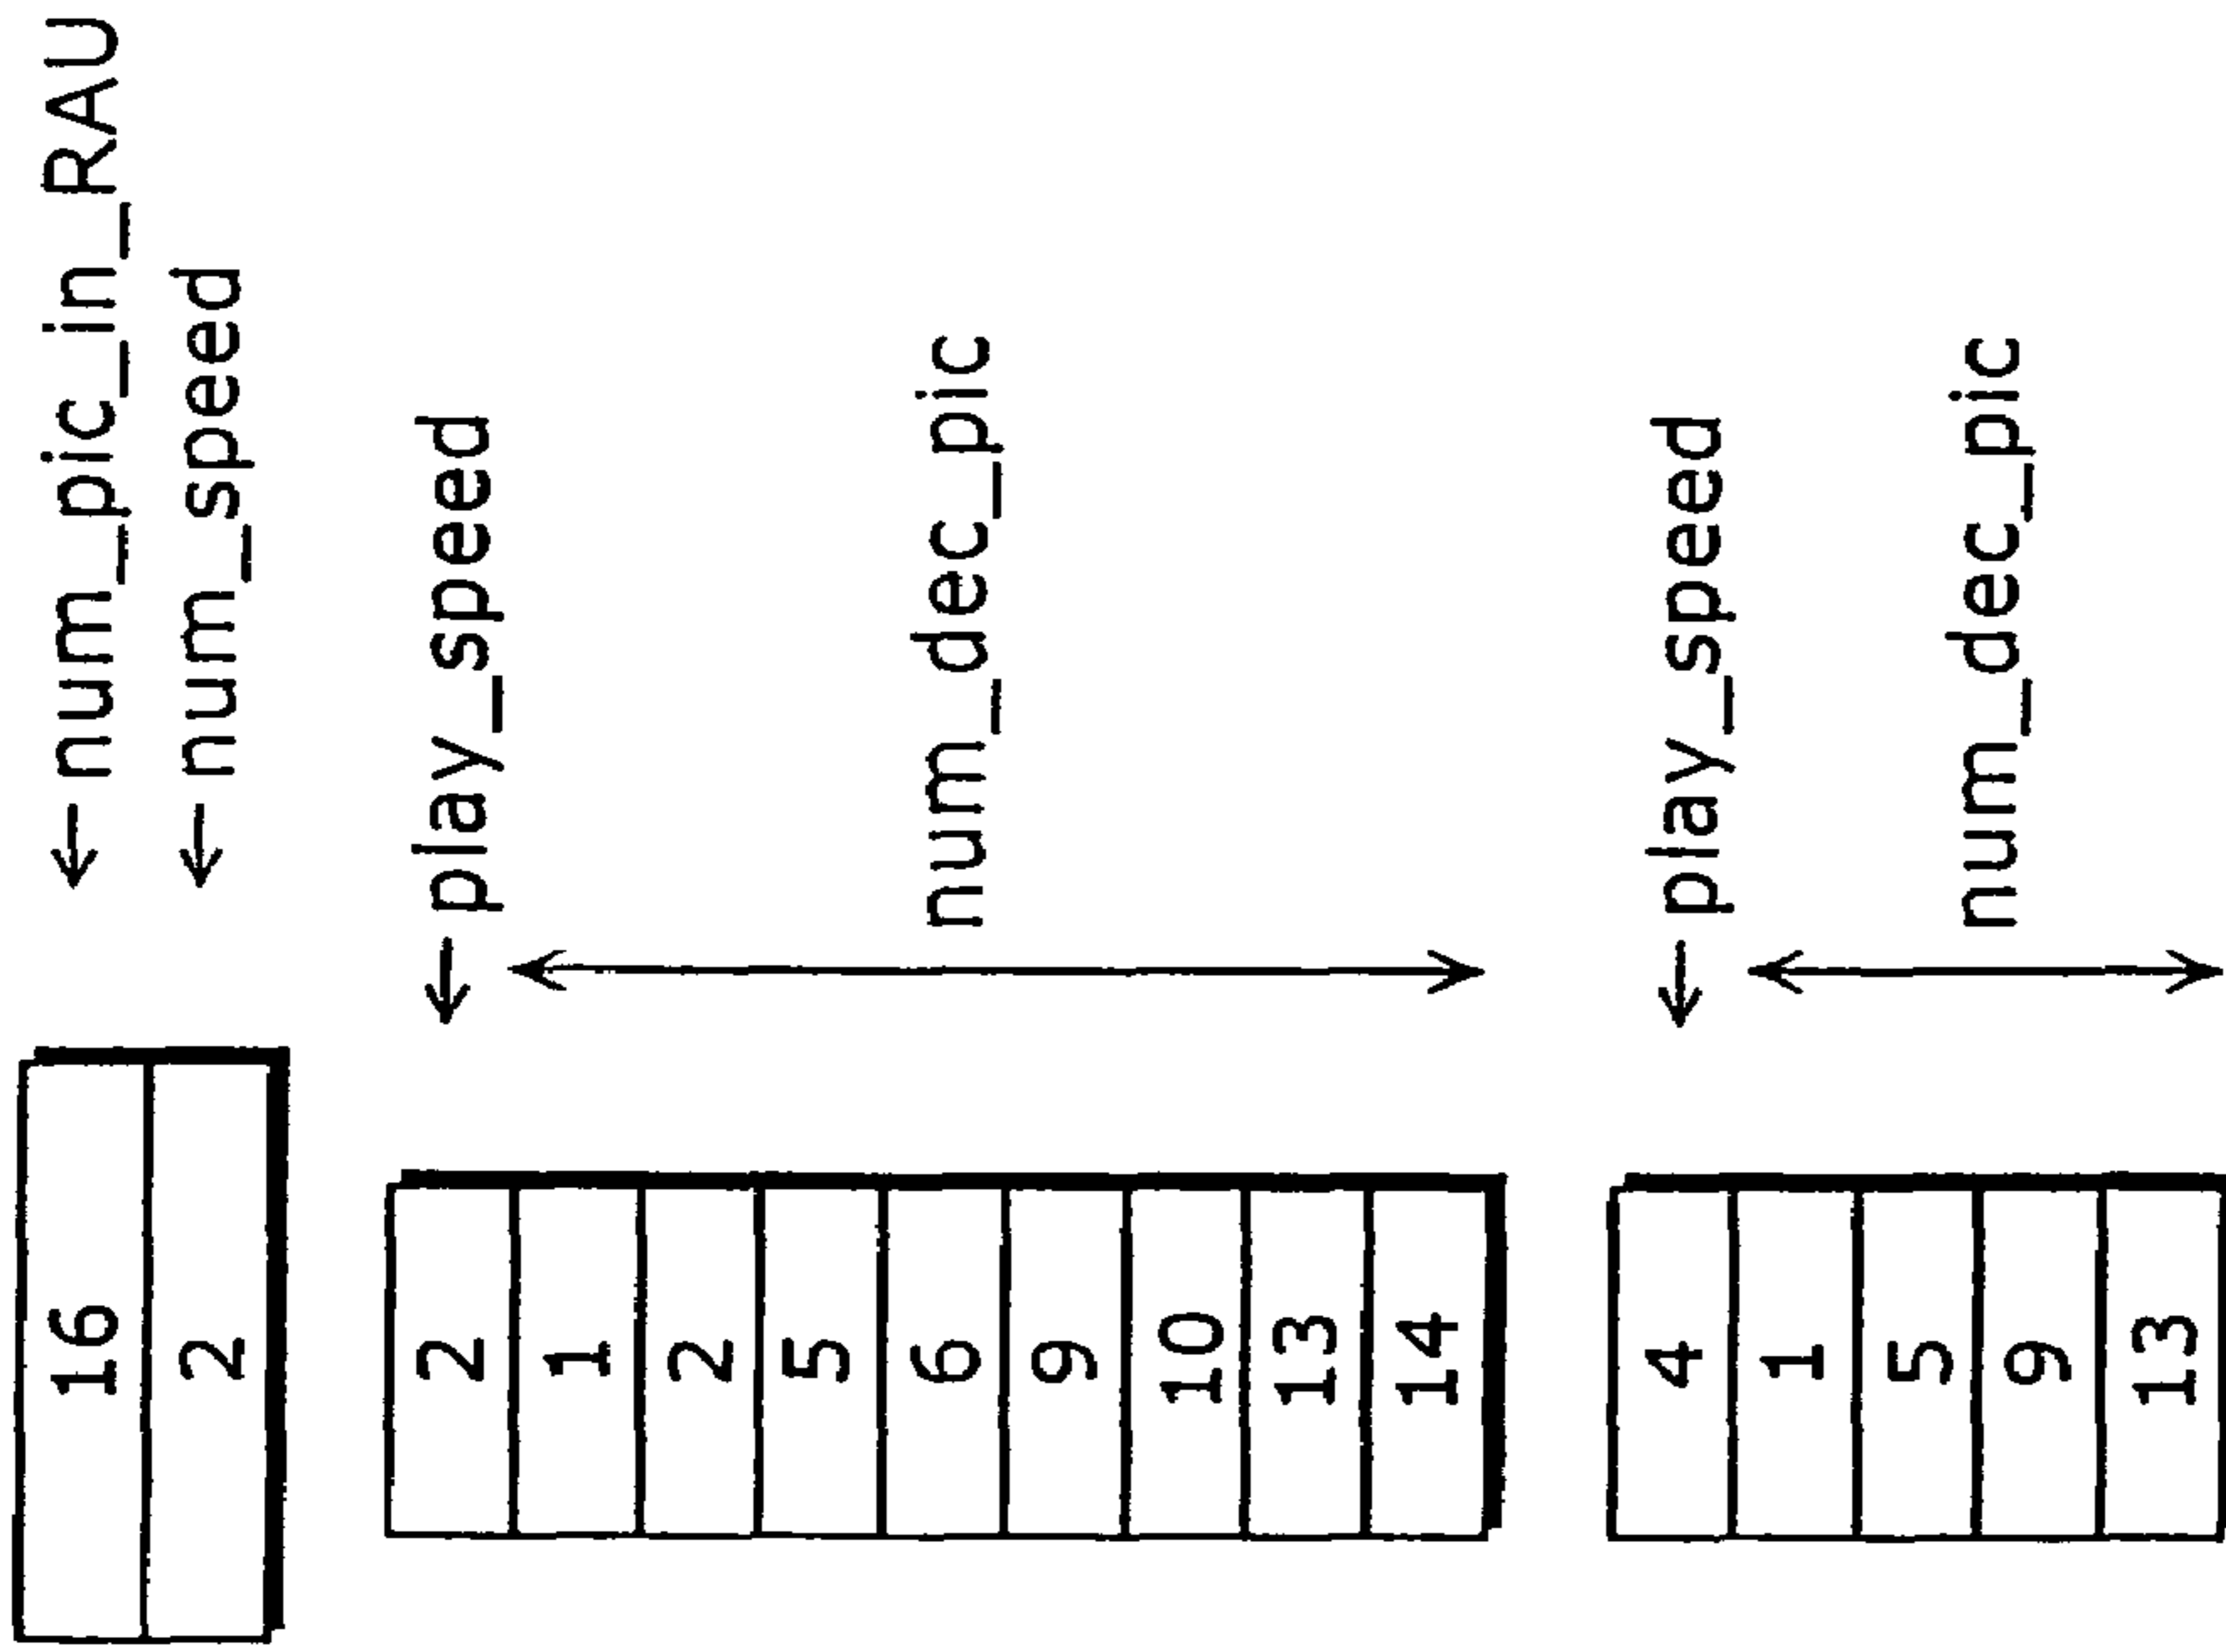 16 ← num_pic_in_RAU
2 ← num_speed
2 ← play_speed
1
2
5
6
9
10
13
14
num_dec_pic
4 ← play_speed
1
5
9
13
num_dec_pic